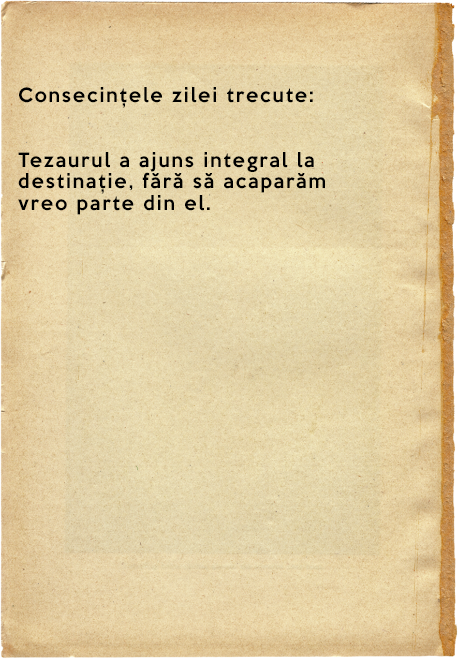 Consecințele zilei trecute:
Tezaurul a ajuns integral la
destinație, fără să acaparăm
vreo parte din el.